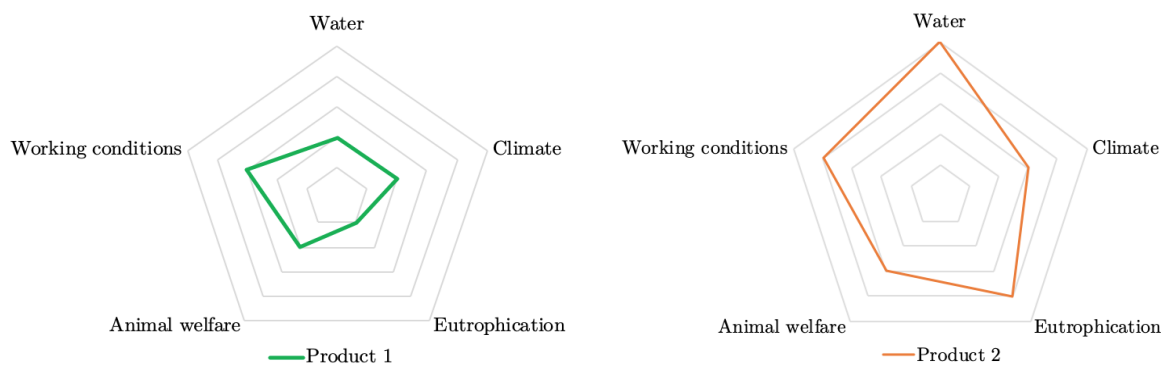 Water
Working conditions
Climate
Animal welfare
Eutrophication
Product 1
Water
Working conditions
Climate
Animal welfare
Eutrophication
Product 2